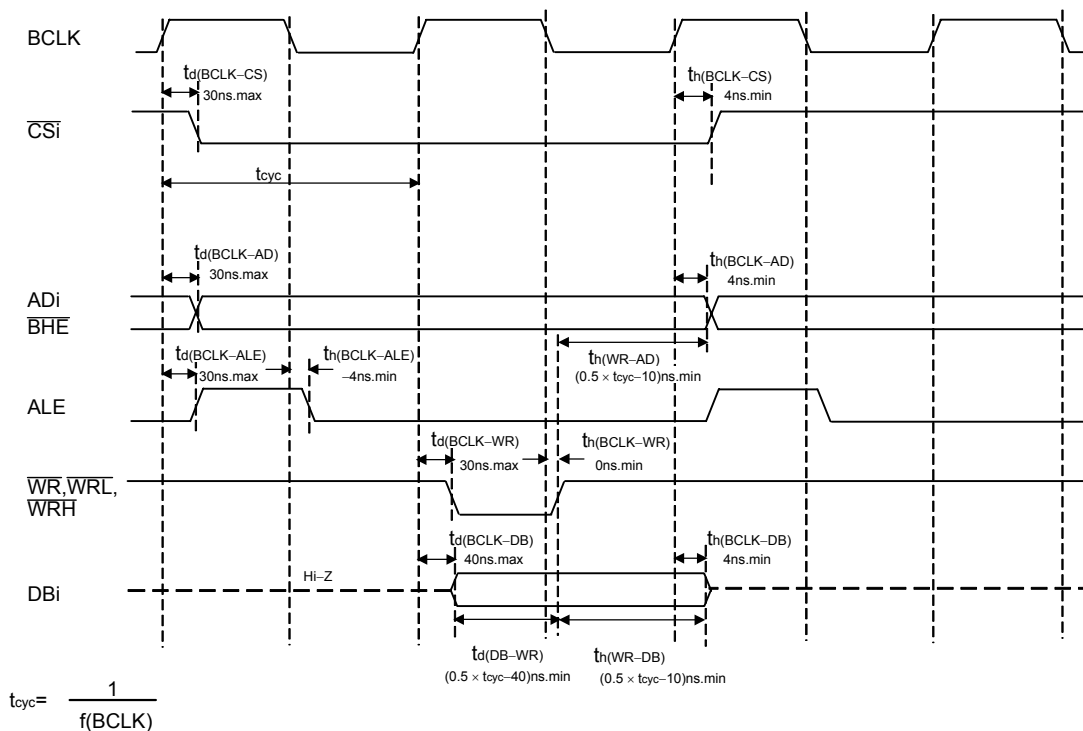 BCLK
td(BCLK–CS)
30ns.max
th(BCLK–CS)
4ns.min
CSi
tcyc
td(BCLK–AD)
30ns.max
th(BCLK–AD)
4ns.min
ADi
BHE
td(BCLK–ALE)
30ns.max
th(BCLK–ALE)
–4ns.min
th(WR–AD)
(0.5 × tcyc–10)ns.min
ALE
td(BCLK–WR)
30ns.max
th(BCLK–WR)
0ns.min
WR,WRL,
WRH
td(BCLK–DB)
40ns.max
th(BCLK–DB)
4ns.min
Hi–Z
DBi
td(DB–WR)
(0.5 × tcyc–40)ns.min
th(WR–DB)
(0.5 × tcyc–10)ns.min
tcyc= 1
f(BCLK)